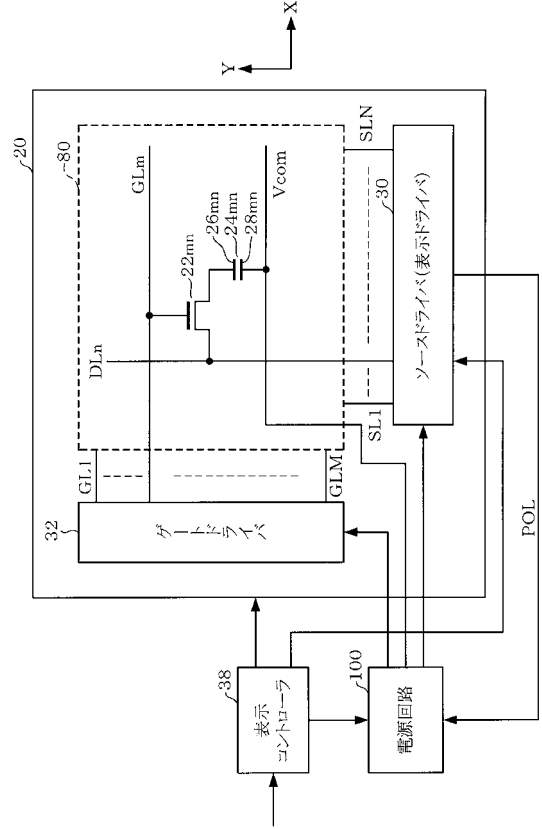 X
Y
20
80
GLm
Vcom
SLN
26mn
24mn
28mn
22mn
DLn
30
ソースドライバ(表示ドライバ)
GL1
GLM
SL1
32
ゲートドライバ
POL
38
表示
コントローラ
100
電源回路